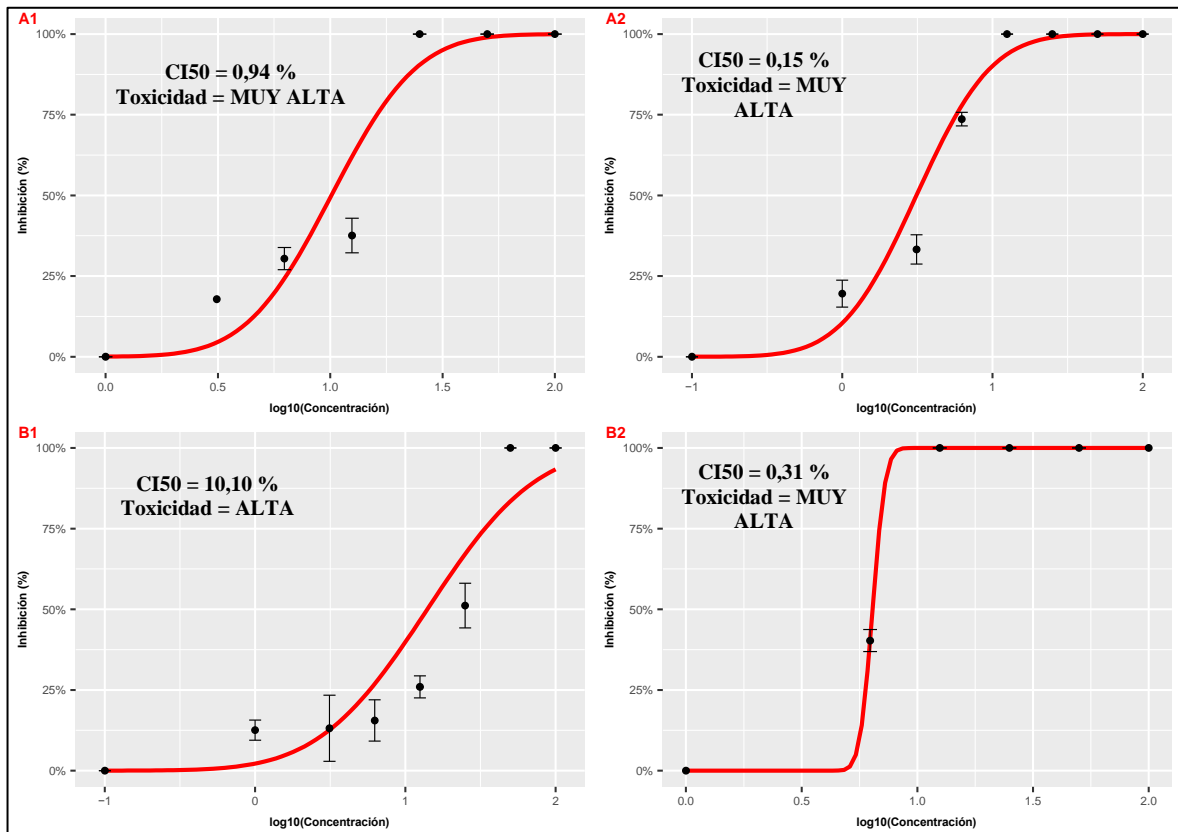 A1
100%
75%
50%
25%
0%
Inhibición (%)
CI50 = 0,94 %
Toxicidad = MUY ALTA
0.0
0.5
1.0
1.5
2.0
log10(Concentración)
A2
100%
75%
50%
25%
0%
Inhibición (%)
CI50 = 0,15 %
Toxicidad = MUY
ALTA
−1
0
1
2
log10(Concentración)
B1
100%
75%
50%
25%
0%
Inhibición (%)
CI50 = 10,10 %
Toxicidad = ALTA
−1
0
1
2
log10(Concentración)
B2
100%
75%
50%
25%
0%
Inhibición (%)
CI50 = 0,31 %
Toxicidad = MUY
ALTA
0.0
0.5
1.0
1.5
2.0
log10(Concentración)